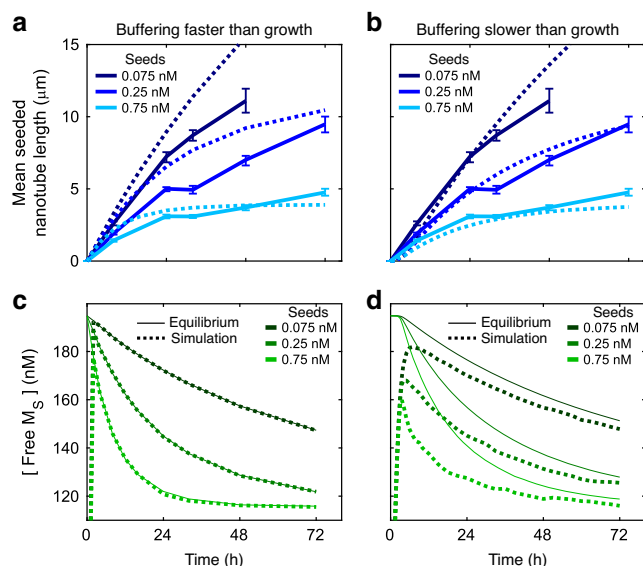 a
Buffering faster than growth
b
Buffering slower than growth
Mean seeded
nanotube length (μm)
15
10
5
0
Seeds
0.075 nM
0.25 nM
0.75 nM
Seeds
0.075 nM
0.25 nM
0.75 nM
c
d
[ Free M_S ] (nM)
180
160
140
120
Equilibrium
Simulation
Seeds
0.075 nM
0.25 nM
0.75 nM
Equilibrium
Simulation
Seeds
0.075 nM
0.25 nM
0.75 nM
0 24 48 72
0 24 48 72
Time (h)
Time (h)